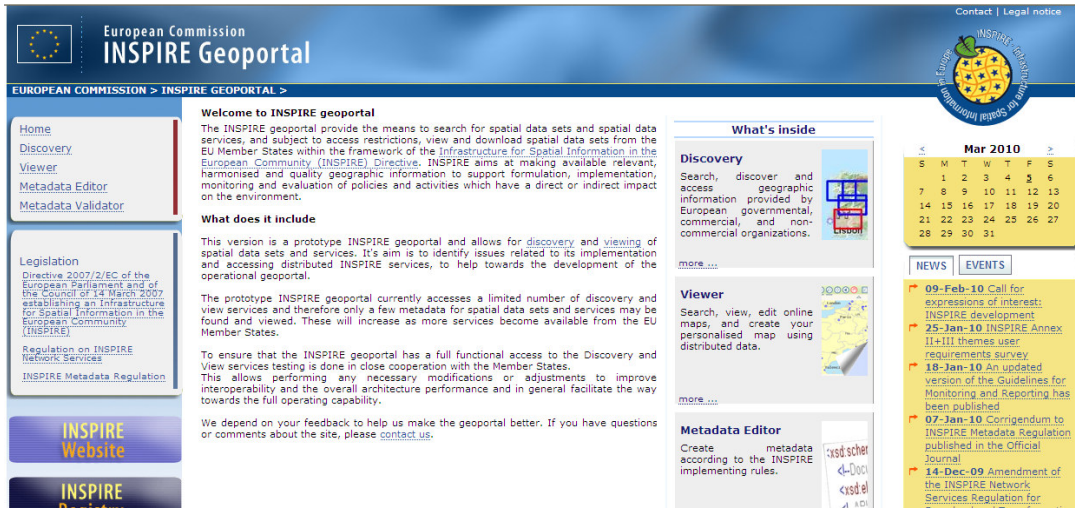 Contact | Legal notice
European Commission
INSPIRE Geoportal
INSPIRE - Infrastructure for Spatial Information in Europe
EUROPEAN COMMISSION > INSPIRE GEOPORTAL >
Home
Discovery
Viewer
Metadata Editor
Metadata Validator
Legislation
Directive 2007/2/EC of the
European Parliament and of
the Council of 14 March 2007
establishing an Infrastructure
for Spatial Information in the
European Community
(INSPIRE)
Regulation on INSPIRE
Network Services
INSPIRE Metadata Regulation
INSPIRE
Website
INSPIRE
Welcome to INSPIRE geoportal
The INSPIRE geoportal provide the means to search for spatial data sets and spatial data
services, and subject to access restrictions, view and download spatial data sets from the
EU Member States within the framework of the Infrastructure for Spatial Information in the
European Community (INSPIRE) Directive. INSPIRE aims at making available relevant,
harmonised and quality geographic information to support formulation, implementation,
monitoring and evaluation of policies and activities which have a direct or indirect impact
on the environment.
What does it include
This version is a prototype INSPIRE geoportal and allows for discovery and viewing of
spatial data sets and services. It's aim is to identify issues related to its implementation
and accessing distributed INSPIRE services, to help towards the development of the
operational geoportal.
The prototype INSPIRE geoportal currently accesses a limited number of discovery and
view services and therefore only a few metadata for spatial data sets and services may be
found and viewed. These will increase as more services become available from the EU
Member States.
To ensure that the INSPIRE geoportal has a full functional access to the Discovery and
View services testing is done in close cooperation with the Member States.
This allows performing any necessary modifications or adjustments to improve
interoperability and the overall architecture performance and in general facilitate the way
towards the full operating capability.
We depend on your feedback to help us make the geoportal better. If you have questions
or comments about the site, please contact us.
What's inside
Discovery
Search, discover and
access geographic
information provided by
European governmental,
commercial, and non-
commercial organizations.
Lisbon
more ...
Viewer
Search, view, edit online
maps, and create your
personalised map using
distributed data.
more ...
Metadata Editor
Create metadata
according to the INSPIRE
implementing rules.
:xsd:scher
<!-Doci
<xsd:el
< Mar 2010 >
S M T W T F S
1 2 3 4 5 6
7 8 9 10 11 12 13
14 15 16 17 18 19 20
21 22 23 24 25 26 27
28 29 30 31
NEWS EVENTS
09-Feb-10 Call for
expressions of interest:
INSPIRE development
25-Jan-10 INSPIRE Annex
II+III themes user
requirements survey
18-Jan-10 An updated
version of the Guidelines for
Monitoring and Reporting has
been published
07-Jan-10 Corrigendum to
INSPIRE Metadata Regulation
published in the Official
Journal
14-Dec-09 Amendment of
the INSPIRE Network
Services Regulation for